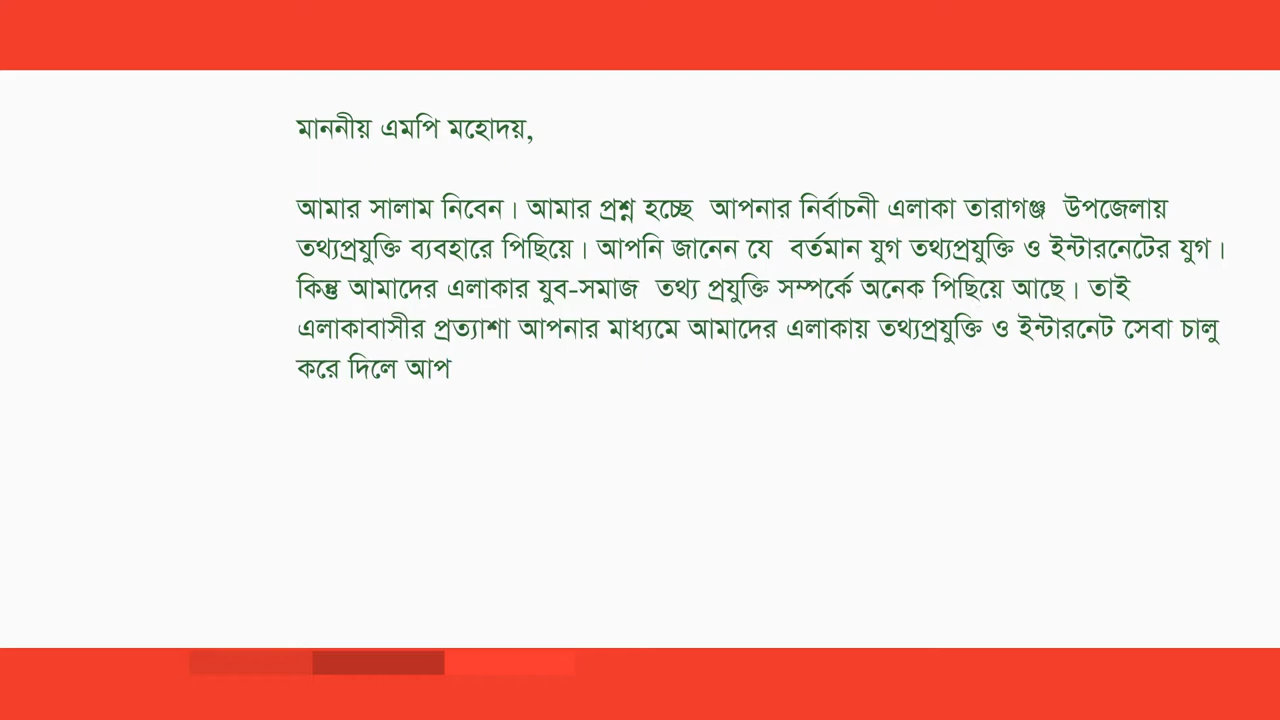 মাননীয় এমপি মহোদয়,
আমার সালাম নিবেন। আমার প্রশ্ন হচ্ছে আপনার নির্বাচনী এলাকা তারাগঞ্জ উপজেলায়
তথ্যপ্রযুক্তি ব্যবহারে পিছিয়ে। আপনি জানেন যে বর্তমান যুগ তথ্যপ্রযুক্তি ও ইন্টারনেটের যুগ।
কিন্তু আমাদের এলাকার যুব-সমাজ তথ্য প্রযুক্তি সম্পর্কে অনেক পিছিয়ে আছে। তাই
এলাকাবাসীর প্রত্যাশা আপনার মাধ্যমে আমাদের এলাকায় তথ্যপ্রযুক্তি ও ইন্টারনেট সেবা চালু
করে দিলে আপ